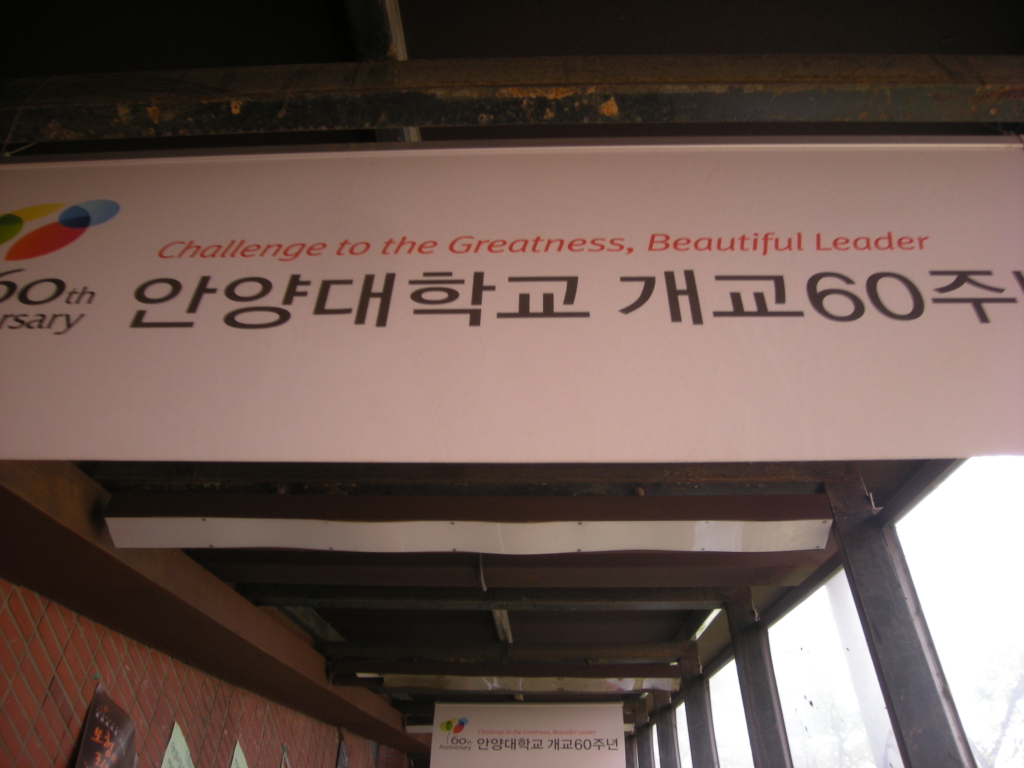 Challenge to the Greatness, Beautiful Leader
60th
안양대학교 개교60주
rsary
Challenge to the Greatness, Beautiful Leader
60th
Anniversary
안양대학교 개교60주년